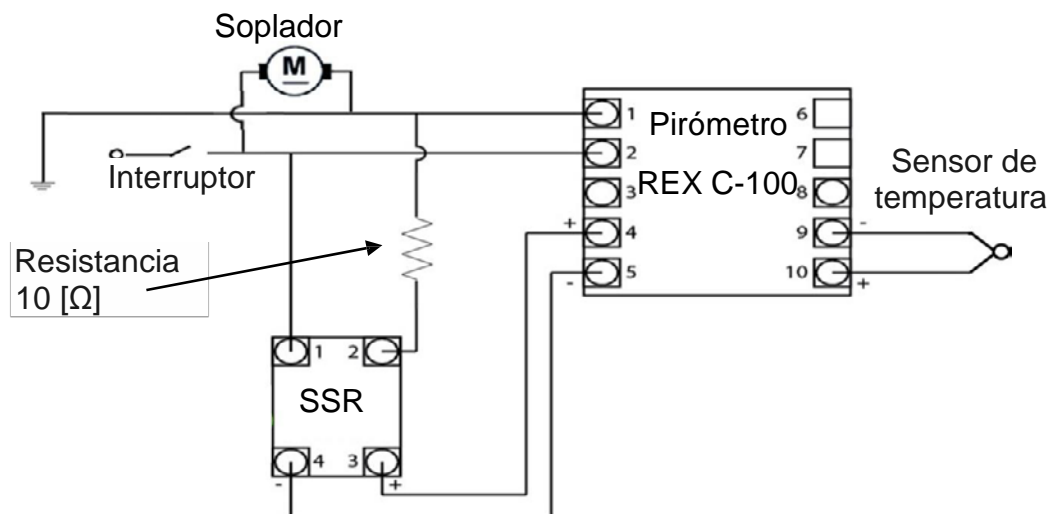 Soplador
M
Interruptor
Resistancia
10 [Ω]
1
2
3
+
4
-
5
Pirómetro
REX C-100
6
7
8
9
-
10
+
Sensor de
temperatura
1
2
SSR
4
3
-
+